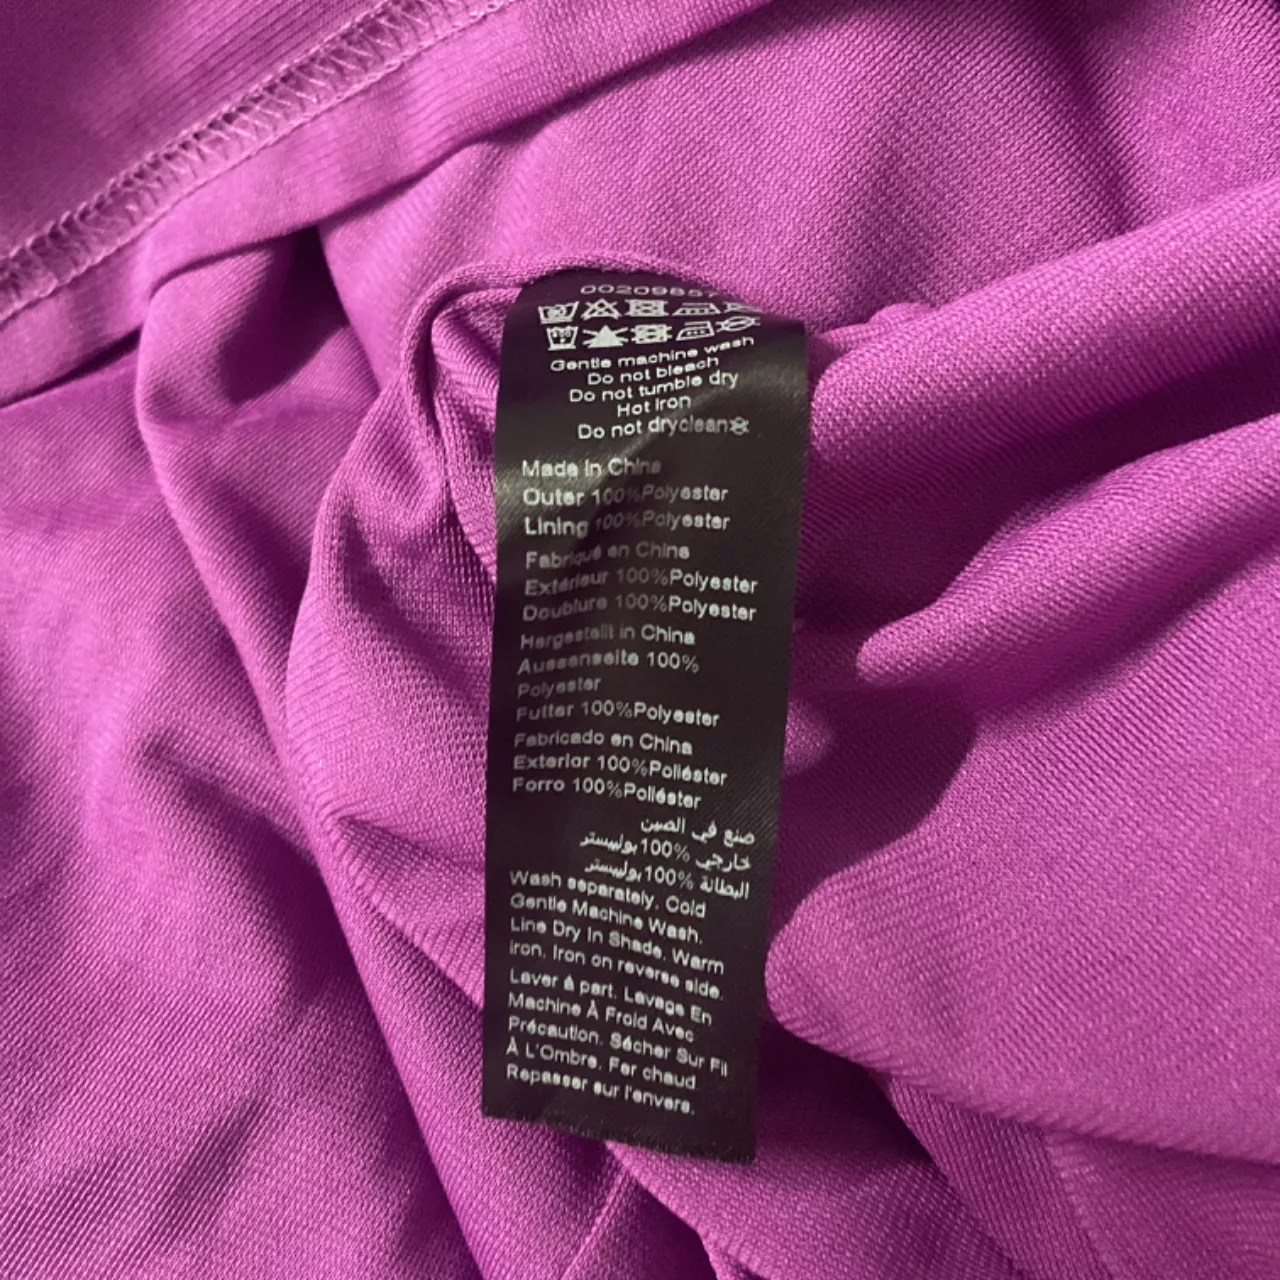 0020985
Gentle machine wash
Do not bleach
Do not tumble dry
Hot iron
Do not dryclean
Made in China
Outer 100%Polyester
Lining 100%Polyester
Fabriqué en China
Extérieur 100%Polyester
Doublure 100%Polyester
Hergestellt in China
Aussenseite 100%
Polyester
Futter 100%Polyester
Fabricado en China
Exterior 100%Poliéster
Forro 100%Poliéster
صنع في الصين
خارجي 100% بوليستر
البطانة 100% بوليستر
Wash separately. Cold
Gentle Machine Wash.
Line Dry In Shade. Warm
iron. Iron on reverse side.
Laver à part. Lavage En
Machine À Froid Avec
Précaution. Sécher Sur Fil
À L'Ombre. Fer chaud
Repasser sur l'envers.